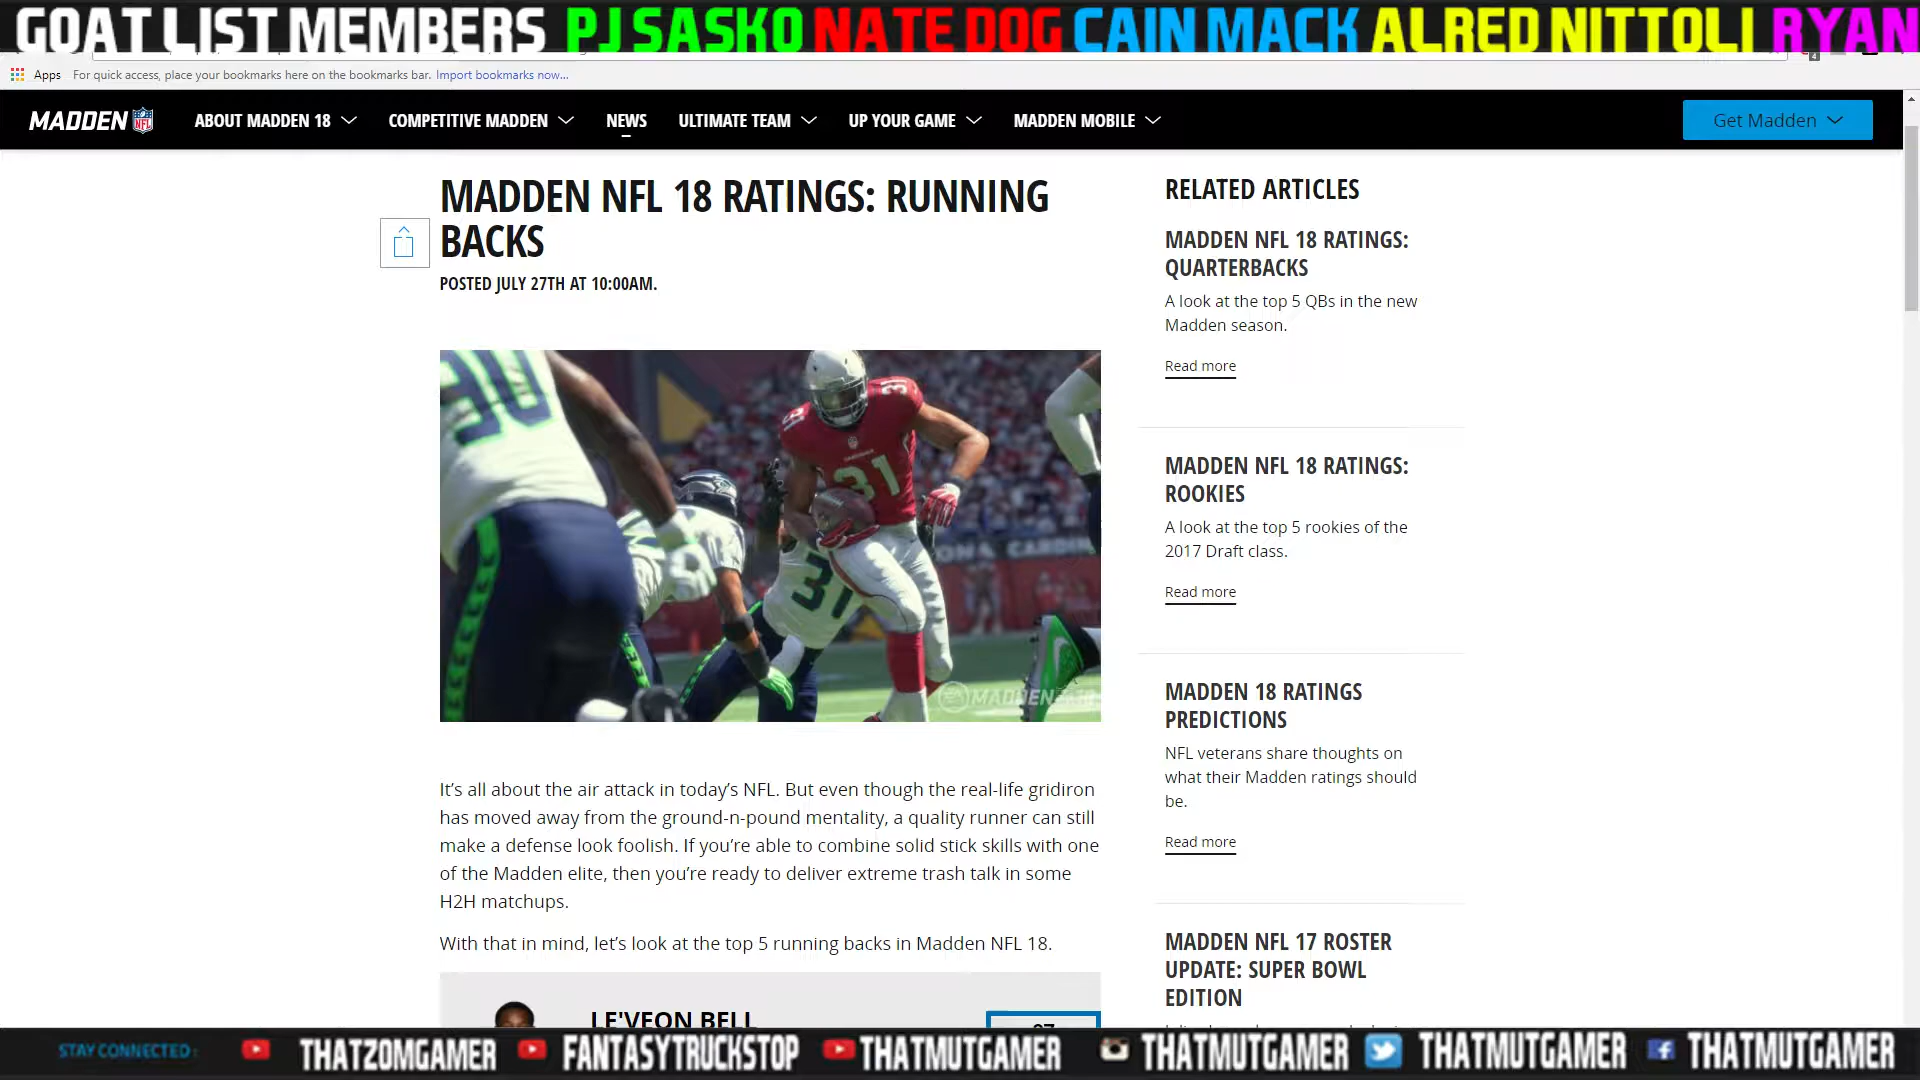 GOAT LIST MEMBERS PJ SASKO NATE DOG CAIN MACK ALRED NITTOLI RYAN
4
Apps For quick access, place your bookmarks here on the bookmarks bar. Import bookmarks now...
MADDEN NFL ABOUT MADDEN 18 COMPETITIVE MADDEN NEWS ULTIMATE TEAM UP YOUR GAME MADDEN MOBILE Get Madden
MADDEN NFL 18 RATINGS: RUNNING
BACKS
POSTED JULY 27TH AT 10:00AM.
90
31
31
31
CARDINALS
31
MADDEN
It’s all about the air attack in today’s NFL. But even though the real-life gridiron
has moved away from the ground-n-pound mentality, a quality runner can still
make a defense look foolish. If you’re able to combine solid stick skills with one
of the Madden elite, then you’re ready to deliver extreme trash talk in some
H2H matchups.
With that in mind, let’s look at the top 5 running backs in Madden NFL 18.
LE'VEON BELL
97
RELATED ARTICLES
MADDEN NFL 18 RATINGS:
QUARTERBACKS
A look at the top 5 QBs in the new
Madden season.
Read more
MADDEN NFL 18 RATINGS:
ROOKIES
A look at the top 5 rookies of the
2017 Draft class.
Read more
MADDEN 18 RATINGS
PREDICTIONS
NFL veterans share thoughts on
what their Madden ratings should
be.
Read more
MADDEN NFL 17 ROSTER
UPDATE: SUPER BOWL
EDITION
STAY CONNECTED: THATZOMGAMER FANTASYTRUCKSTOP THATMUTGAMER THATMUTGAMER THATMUTGAMER THATMUTGAMER